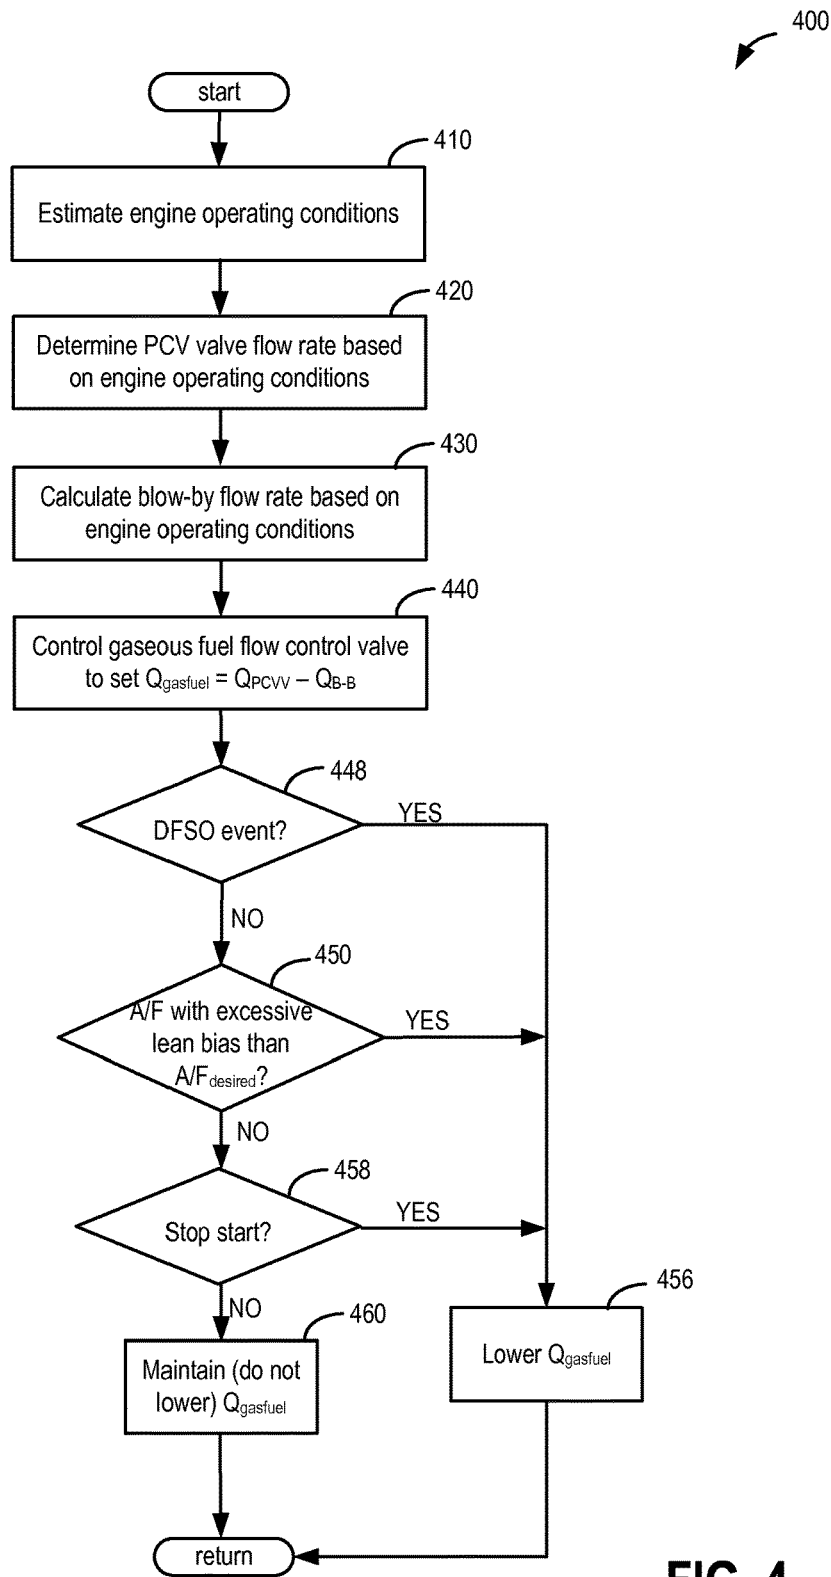 400
start
410
Estimate engine operating conditions
420
Determine PCV valve flow rate based
on engine operating conditions
430
Calculate blow-by flow rate based on
engine operating conditions
440
Control gaseous fuel flow control valve
to set Qgasfuel = QPCVV – QB-B
448
DFSO event?
YES
NO
450
A/F with excessive
lean bias than
A/Fdesired?
YES
NO
458
Stop start?
YES
NO
460
Maintain (do not
lower) Qgasfuel
456
Lower Qgasfuel
return
FIG. 4